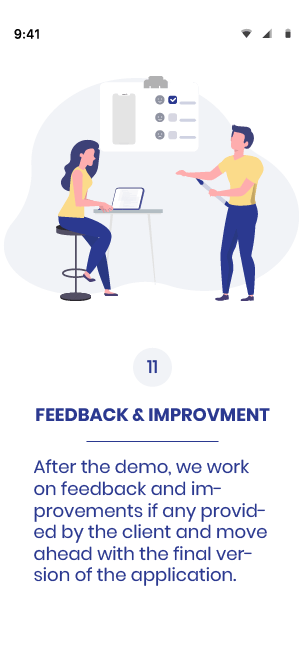 9:41
11
FEEDBACK & IMPROVMENT
After the demo, we work
on feedback and im-
provements if any provid-
ed by the client and move
ahead with the final ver-
sion of the application.